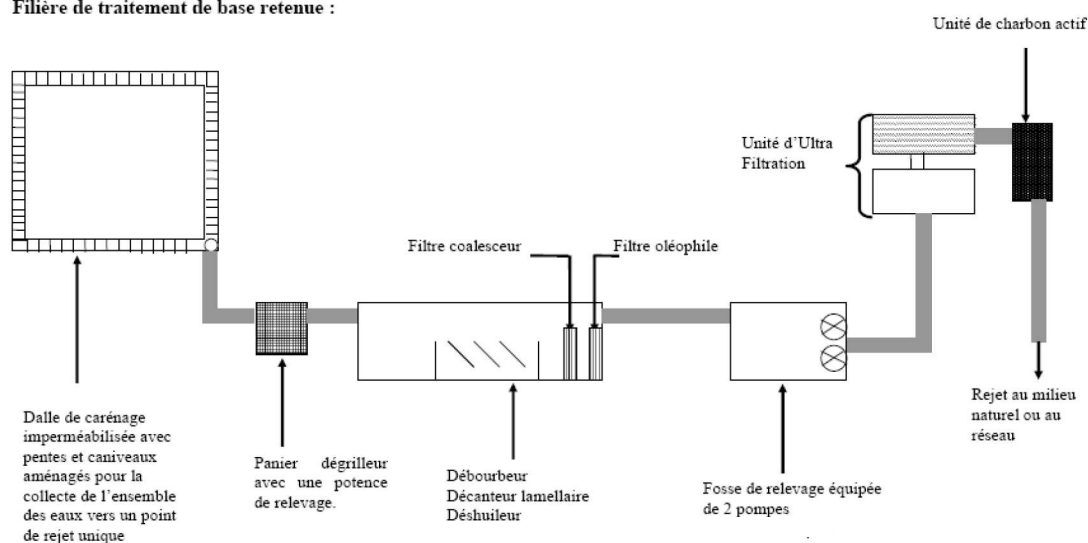 Filière de traitement de base retenue :
Unité de charbon actif
Unité d’Ultra
Filtration
Filtre coalesceur
Filtre oléophile
Rejet au milieu
naturel ou au
réseau
Dalle de carénage
imperméabilisée avec
pentes et caniveaux
aménagés pour la
collecte de l’ensemble
des eaux vers un point
de rejet unique
Panier dégrilleur
avec une potence
de relevage.
Débourbeur
Décanteur lamellaire
Déshuileur
Fosse de relevage équipée
de 2 pompes